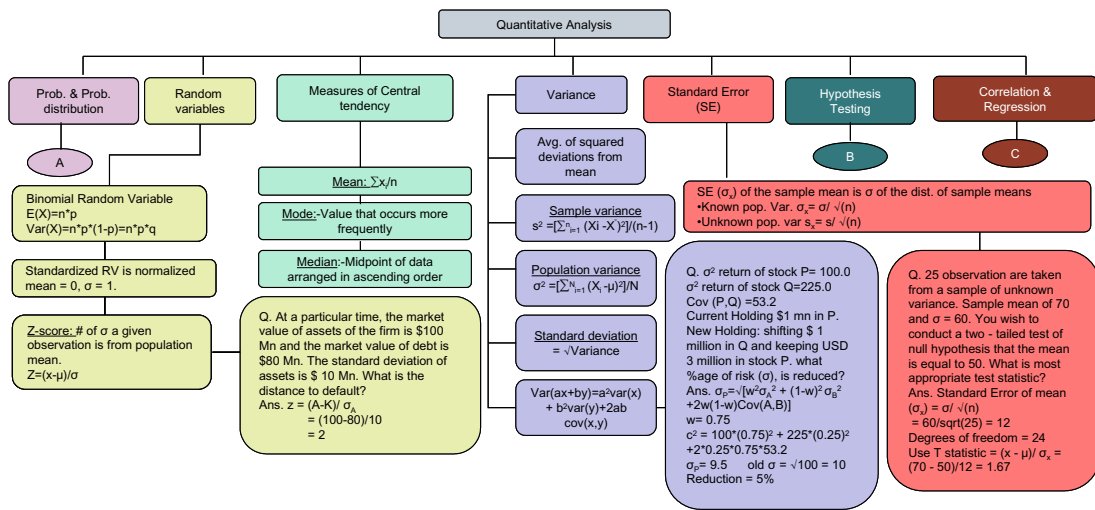 Quantitative Analysis
Prob. & Prob.
distribution
A
Random
variables
Binomial Random Variable
E(X)=n*p
Var(X)=n*p*(1-p)=n*p*q
Standardized RV is normalized
mean = 0, σ = 1.
Z-score: # of σ a given
observation is from population
mean.
Z=(x-µ)/σ
Measures of Central
tendency
Mean: ∑xᵢ/n
Mode:-Value that occurs more
frequently
Median:-Midpoint of data
arranged in ascending order
Q. At a particular time, the market
value of assets of the firm is $100
Mn and the market value of debt is
$80 Mn. The standard deviation of
assets is $ 10 Mn. What is the
distance to default?
Ans. z = (A-K)/ σA
= (100-80)/10
= 2
Variance
Avg. of squared
deviations from
mean
Sample variance
s² =[∑ⁿᵢ₌₁ (Xi -X̄)²]/(n-1)
Population variance
σ² =[∑ᴺᵢ₌₁ (Xᵢ -µ)²]/N
Standard deviation
= √Variance
Var(ax+by)=a²var(x)
+ b²var(y)+2ab
cov(x,y)
Q. σ² return of stock P= 100.0
σ² return of stock Q=225.0
Cov (P,Q) =53.2
Current Holding $1 mn in P.
New Holding: shifting $ 1
million in Q and keeping USD
3 million in stock P. what
%age of risk (σ), is reduced?
Ans. σP=√[w²σA² + (1-w)² σB²
+2w(1-w)Cov(A,B)]
w= 0.75
c² = 100*(0.75)² + 225*(0.25)²
+2*0.25*0.75*53.2
σP= 9.5 old σ = √100 = 10
Reduction = 5%
Standard Error
(SE)
SE (σₓ) of the sample mean is σ of the dist. of sample means
•Known pop. Var. σₓ= σ/ √(n)
•Unknown pop. var sₓ= s/ √(n)
Q. 25 observation are taken
from a sample of unknown
variance. Sample mean of 70
and σ = 60. You wish to
conduct a two - tailed test of
null hypothesis that the mean
is equal to 50. What is most
appropriate test statistic?
Ans. Standard Error of mean
(σₓ) = σ/ √(n)
= 60/sqrt(25) = 12
Degrees of freedom = 24
Use T statistic = (x - µ)/ σₓ =
(70 - 50)/12 = 1.67
Hypothesis
Testing
B
Correlation &
Regression
C